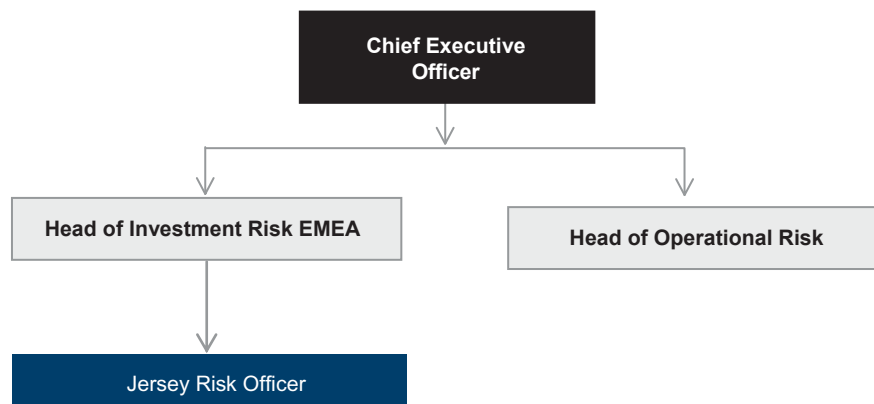 Chief Executive
Officer
Head of Investment Risk EMEA
Head of Operational Risk
Jersey Risk Officer